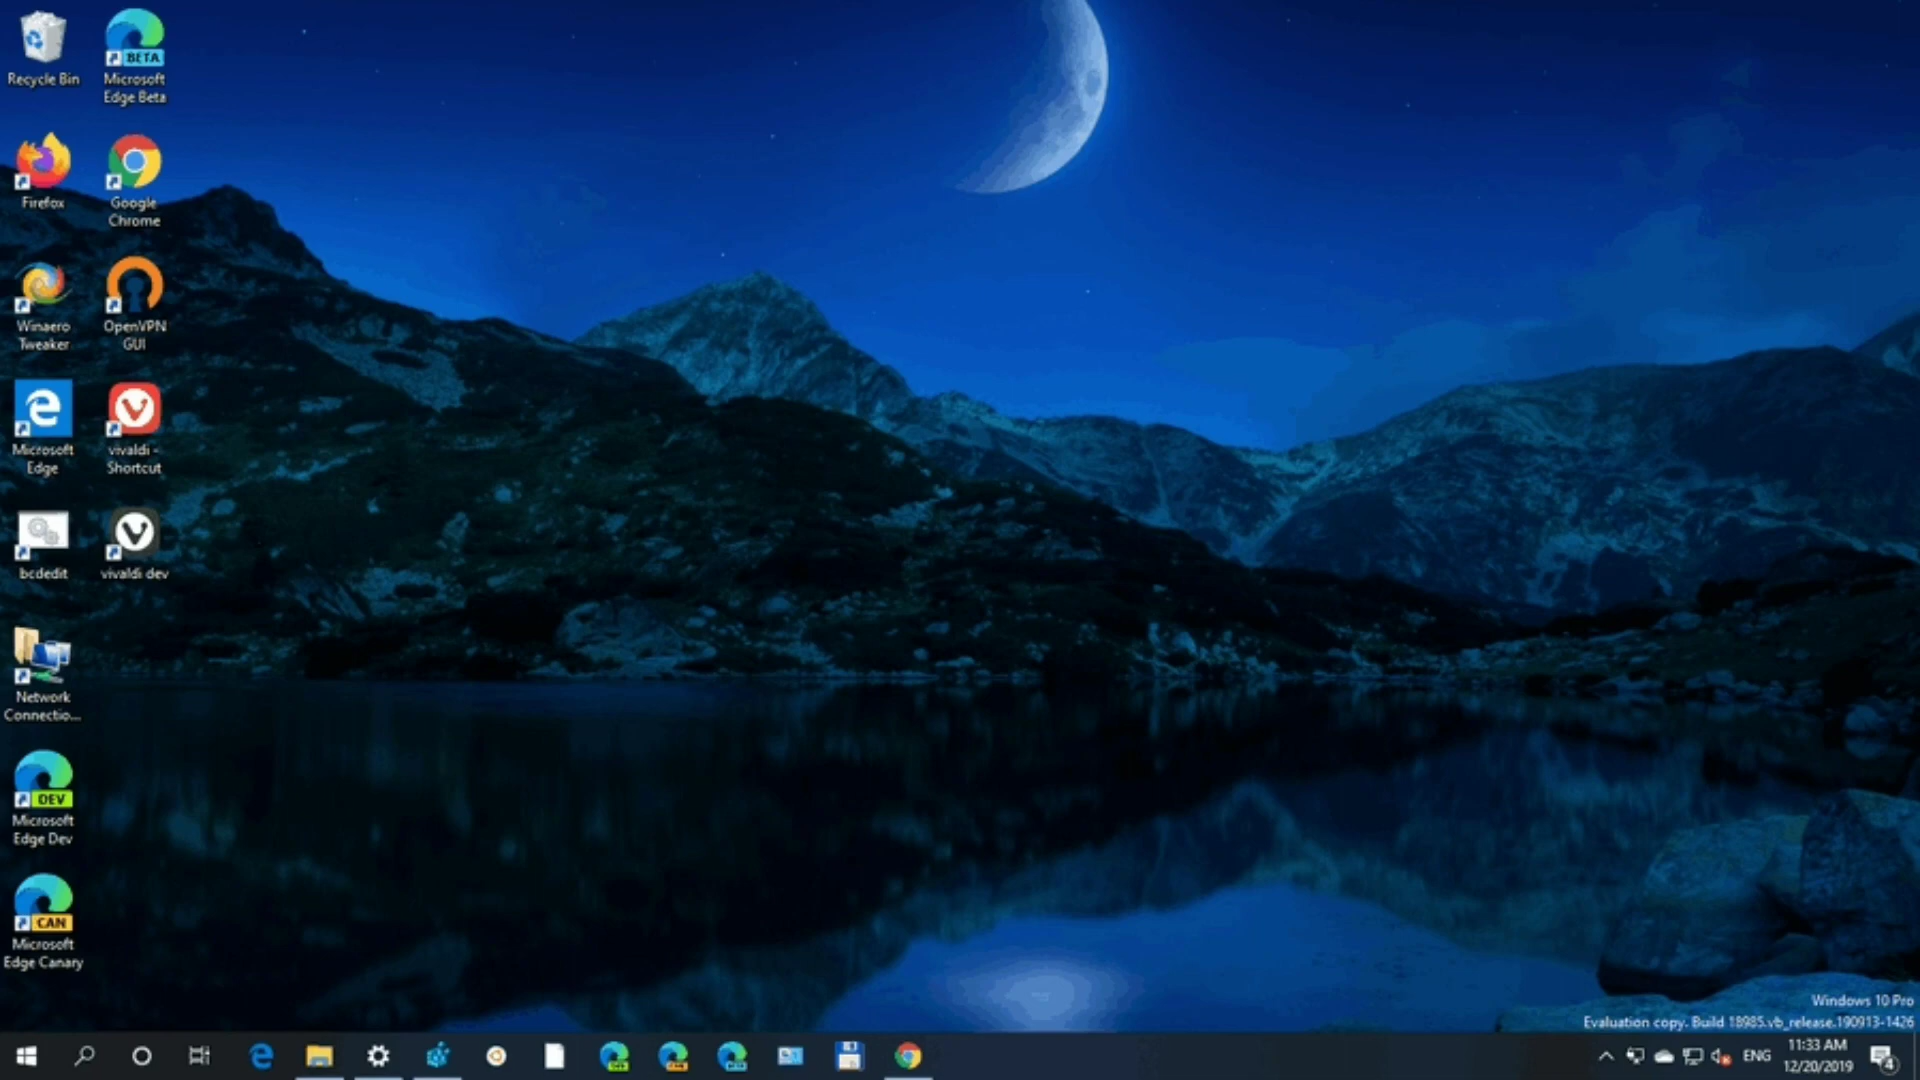 Recycle Bin
BETA
Microsoft
Edge Beta
Firefox
Google
Chrome
Winaero
Tweaker
OpenVPN
GUI
Microsoft
Edge
vivaldi -
Shortcut
bcdedit
vivaldi dev
Network
Connectio...
DEV
Microsoft
Edge Dev
CAN
Microsoft
Edge Canary
Windows 10 Pro
Evaluation copy. Build 18985.vb_release.190913-1426
ENG
11:33 AM
12/20/2019
4